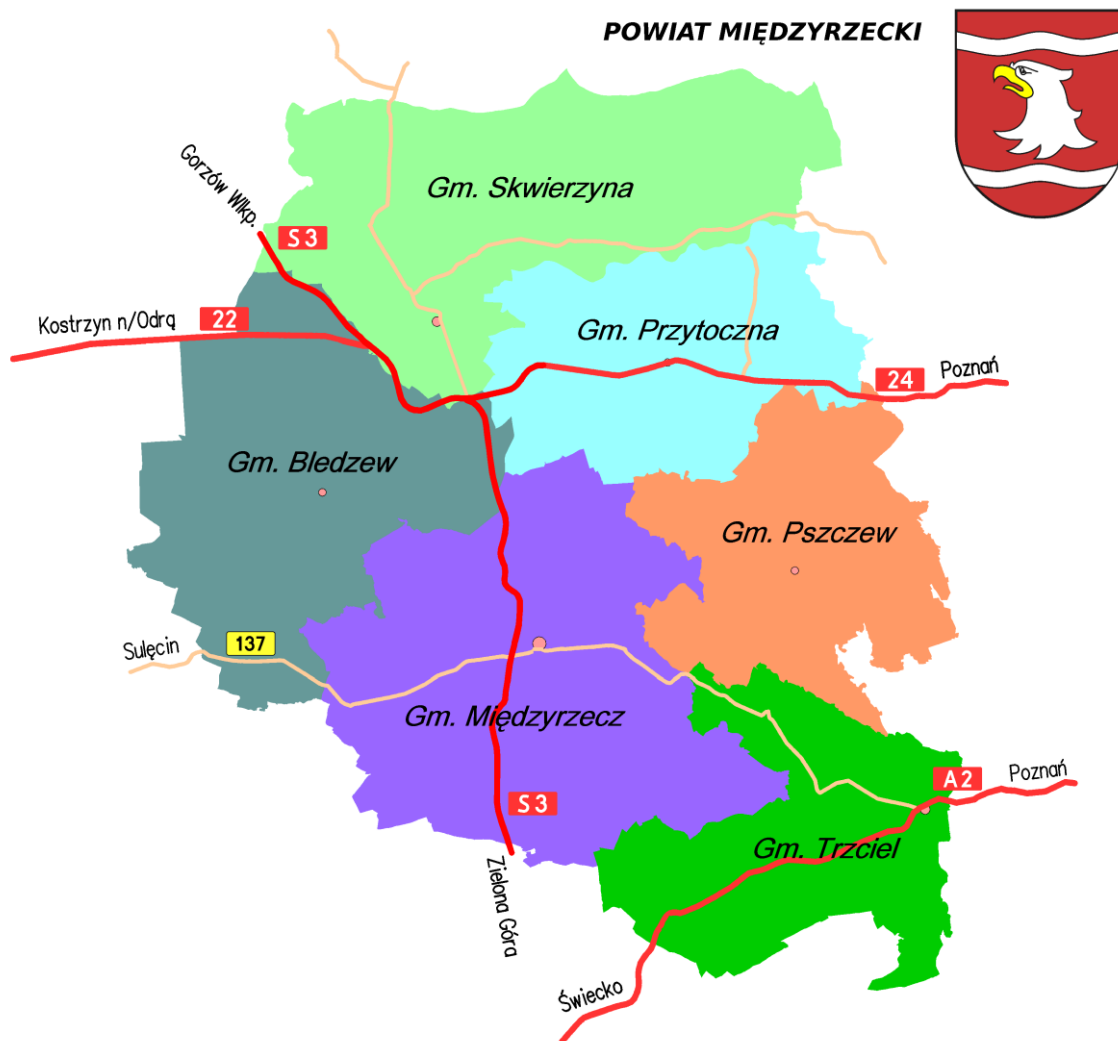 POWIAT MIĘDZYRZECKI
Gorzów Wlkp.
S 3
Gm. Skwierzyna
Kostrzyn n/Odrą
22
Gm. Przytoczna
24
Poznań
Gm. Bledzew
Gm. Pszczew
Sulęcin
137
Gm. Międzyrzecz
A 2
Poznań
S 3
Gm. Trzciel
Zielona Góra
Świecko